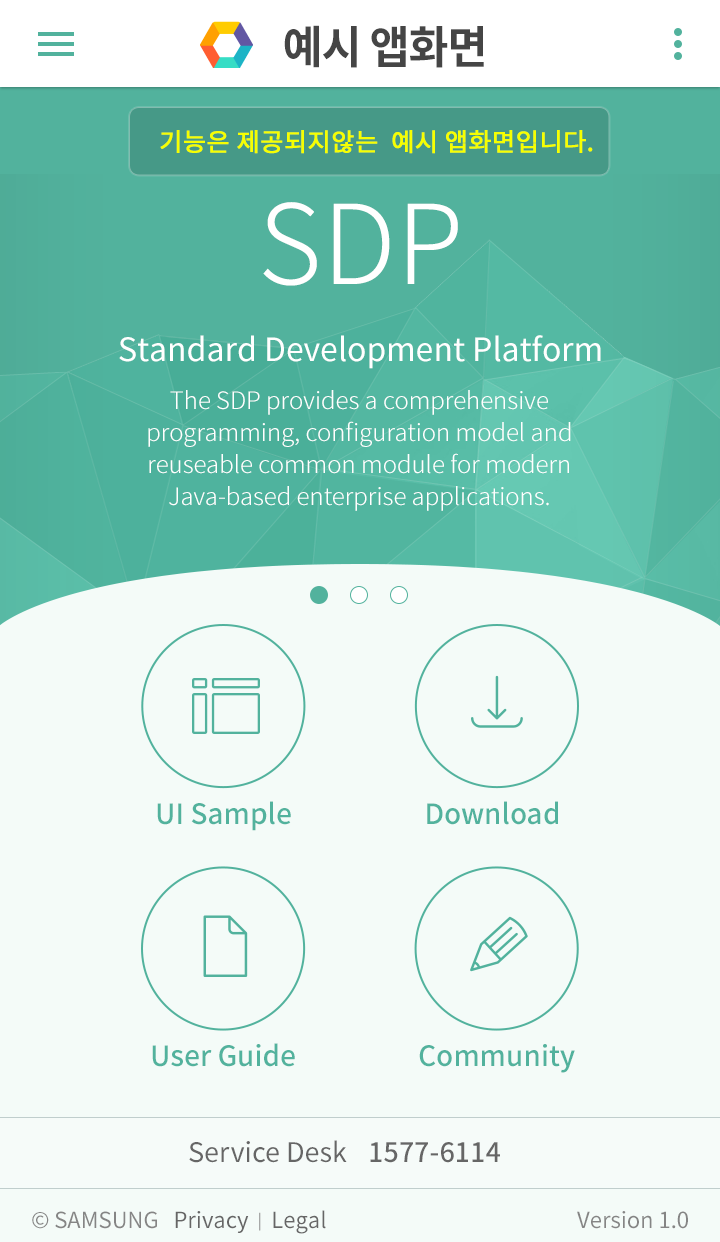 예시 앱화면
기능은 제공되지않는 예시 앱화면입니다.
SDP
Standard Development Platform
The SDP provides a comprehensive
programming, configuration model and
reuseable common module for modern
Java-based enterprise applications.
UI Sample
Download
User Guide
Community
Service Desk 1577-6114
© SAMSUNG Privacy | Legal Version 1.0